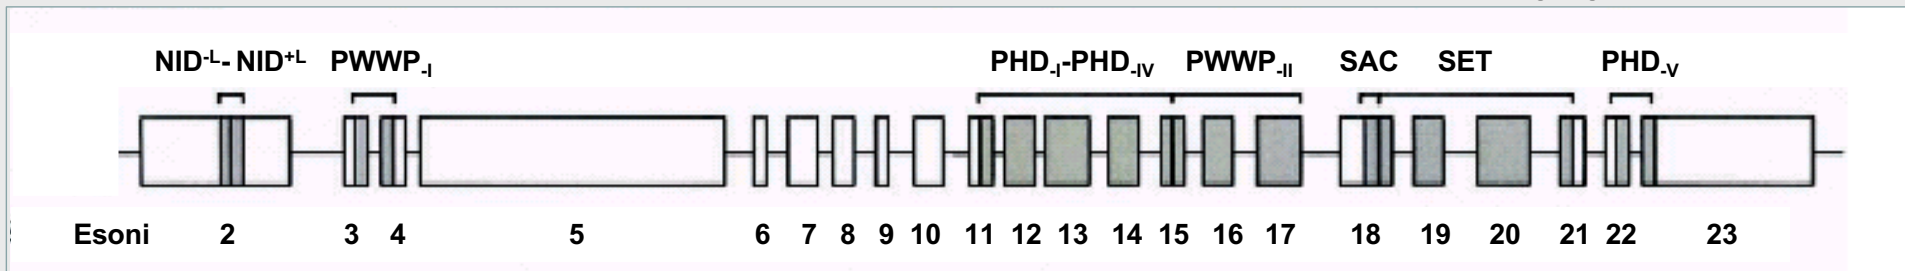 NID-L- NID+L PWWP-I PHD-I-PHD-IV PWWP-II SAC SET PHD-V
Esoni 2 3 4 5 6 7 8 9 10 11 12 13 14 15 16 17 18 19 20 21 22 23